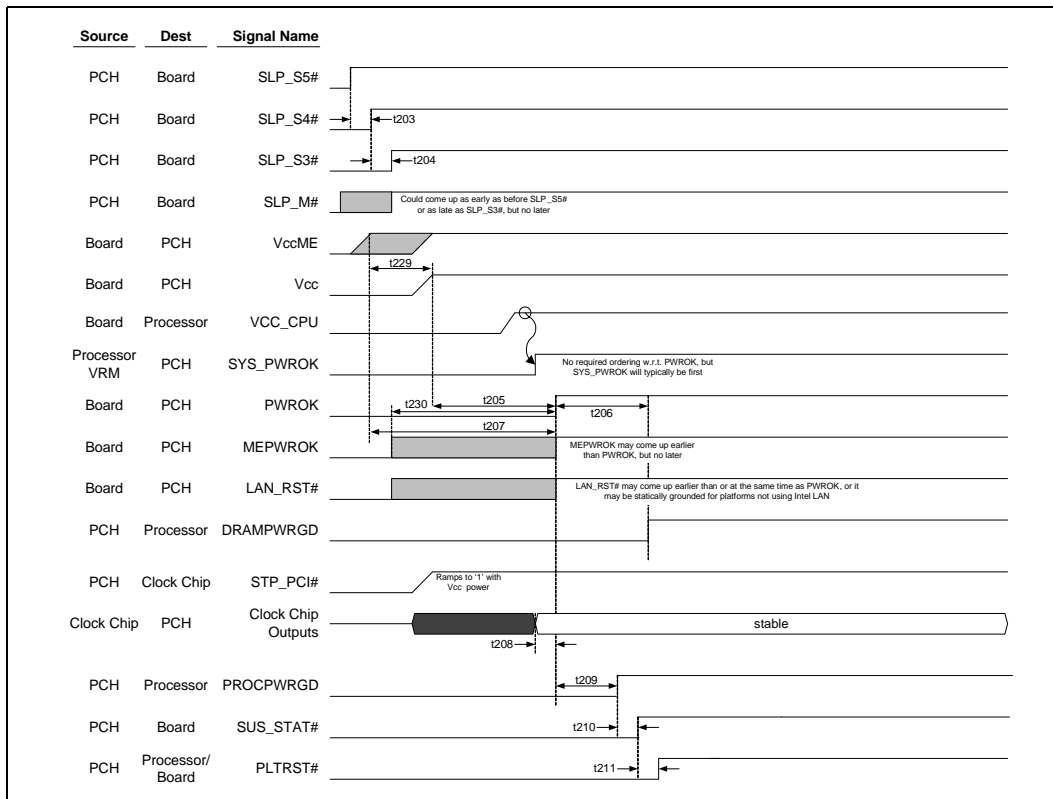 Source Dest Signal Name
PCH Board SLP_S5#
PCH Board SLP_S4# t203
PCH Board SLP_S3# t204
PCH Board SLP_M# Could come up as early as before SLP_S5#
or as late as SLP_S3#, but no later
Board PCH VccME
t229
Board PCH Vcc
Board Processor VCC_CPU
Processor
VRM PCH SYS_PWROK No required ordering w.r.t. PWROK, but
SYS_PWROK will typically be first
Board PCH PWROK t230 t205 t206
t207
Board PCH MEPWROK MEPWROK may come up earlier
than PWROK, but no later
Board PCH LAN_RST# LAN_RST# may come up earlier than or at the same time as PWROK, or it
may be statically grounded for platforms not using Intel LAN
PCH Processor DRAMPWRGD
PCH Clock Chip STP_PCI# Ramps to '1' with
Vcc power
Clock Chip PCH Clock Chip
Outputs stable
t208
PCH Processor PROCPWRGD t209
PCH Board SUS_STAT# t210
PCH Processor/
Board PLTRST# t211